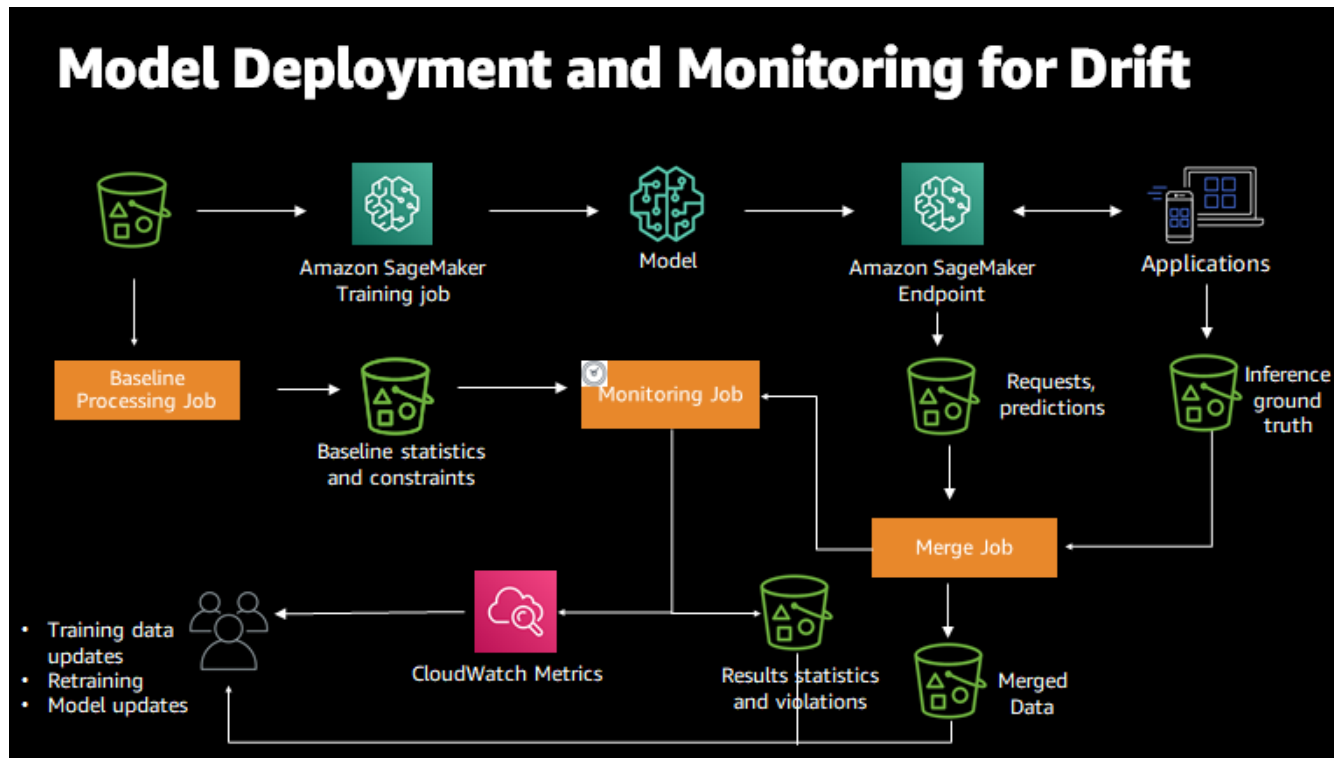 Model Deployment and Monitoring for Drift
Amazon SageMaker
Training job
Model
Amazon SageMaker
Endpoint
Applications
Baseline
Processing Job
Baseline statistics
and constraints
Monitoring Job
Requests,
predictions
Inference
ground
truth
Merge Job
• Training data
updates
• Retraining
• Model updates
CloudWatch Metrics
Results statistics
and violations
Merged
Data